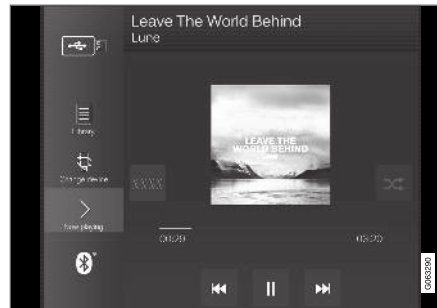 Leave The World Behind
Lune
LEAVE THE
WORLD BEHIND
Library
Change device
XXXX
Now playing
00:29
03:20
G063290